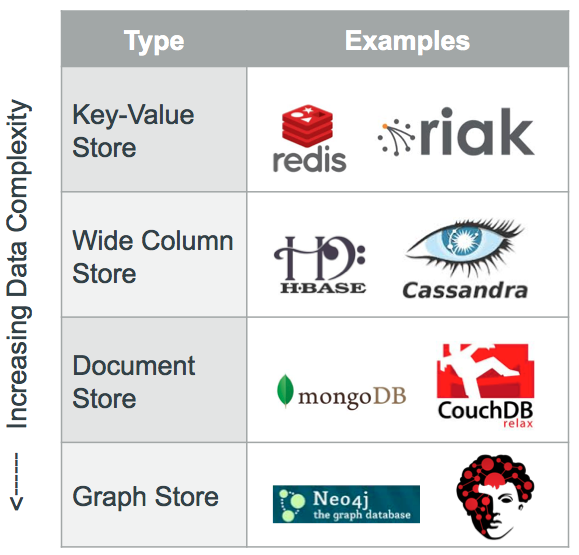 Type
Examples
Increasing Data Complexity
<-----
Key-Value
Store
redis
riak
Wide Column
Store
H·BASE
Cassandra
Document
Store
mongoDB
CouchDB
relax
Graph Store
Neo4j
the graph database